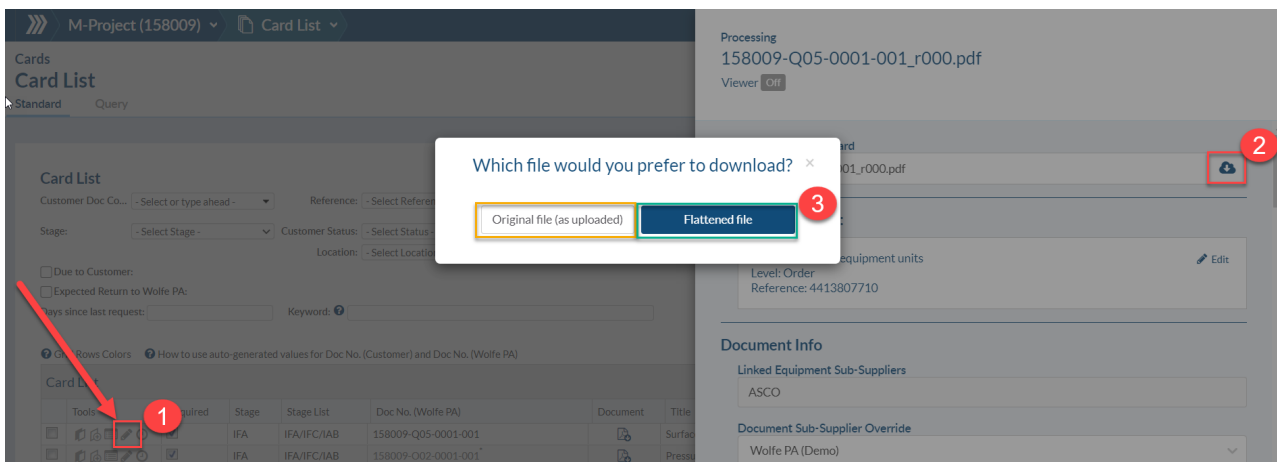 M-Project (158009)
Card List
Cards
Card List
Standard
Query
Card List
Customer Doc Co...
- Select or type ahead -
Reference:
- Select Referen
Stage:
- Select Stage -
Customer Status:
- Select Status -
Location:
- Select Locatio
Due to Customer:
Expected Return to Wolfe PA:
Days since last request:
Keyword:
Rows Colors
How to use auto-generated values for Doc No. (Customer) and Doc No. (Wolfe PA)
Card List
Tools
1
quired
Stage
Stage List
Doc No. (Wolfe PA)
Document
Title
IFA
IFA/IFC/IAB
158009-Q05-0001-001
Surfac
IFA
IFA/IFC/IAB
158009-O02-0001-001
Pressu
Which file would you prefer to download?
×
Original file (as uploaded)
Flattened file
3
Processing
158009-Q05-0001-001_r000.pdf
Viewer Off
ard
2
001_r000.pdf
equipment units
Edit
Level: Order
Reference: 4413807710
Document Info
Linked Equipment Sub-Suppliers
ASCO
Document Sub-Supplier Override
Wolfe PA (Demo)